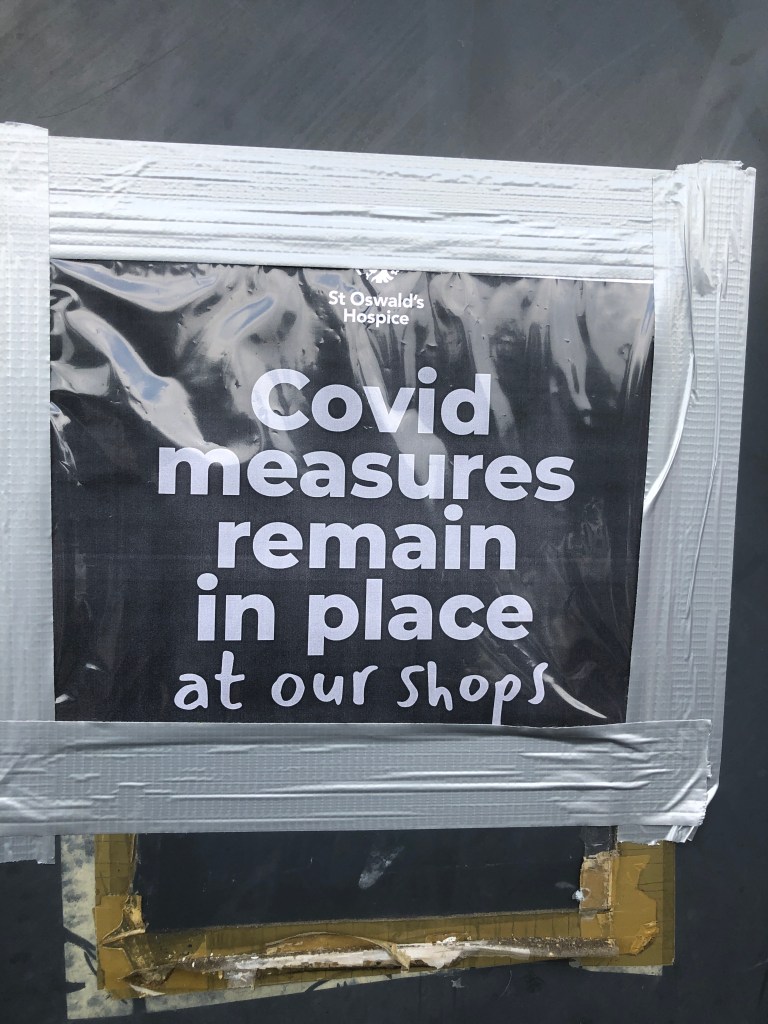 St Oswald's
Hospice
Covid
measures
remain
in place
at our shops